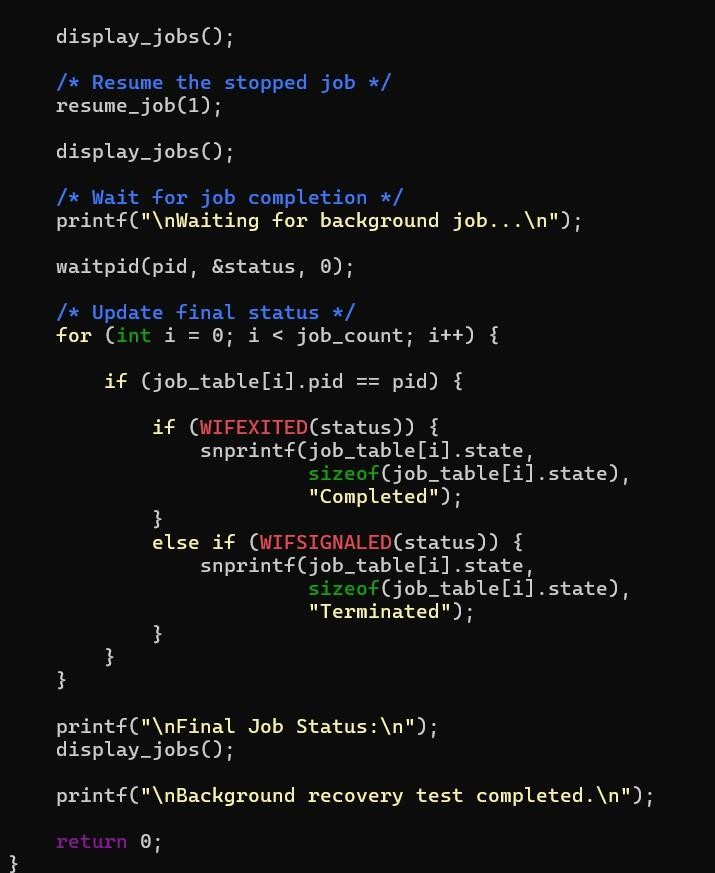 display_jobs();
/* Resume the stopped job */
resume_job(1);
display_jobs();
/* Wait for job completion */
printf("\nWaiting for background job...\n");
waitpid(pid, &status, 0);
/* Update final status */
for (int i = 0; i < job_count; i++) {
if (job_table[i].pid == pid) {
if (WIFEXITED(status)) {
snprintf(job_table[i].state,
sizeof(job_table[i].state),
"Completed");
}
else if (WIFSIGNALED(status)) {
snprintf(job_table[i].state,
sizeof(job_table[i].state),
"Terminated");
}
}
}
printf("\nFinal Job Status:\n");
display_jobs();
printf("\nBackground recovery test completed.\n");
return 0;
}